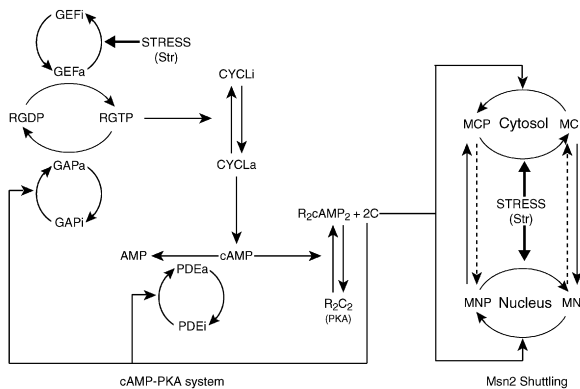 GEFi
STRESS
(Str)
GEFa
CYCLi
RGDP
RGTP
MCP
Cytosol
MC
GAPa
CYCLa
GAPi
STRESS
(Str)
R₂cAMP₂ + 2C
AMP
cAMP
PDEa
R₂C₂
(PKA)
MNP
Nucleus
MN
PDEi
cAMP-PKA system
Msn2 Shuttling